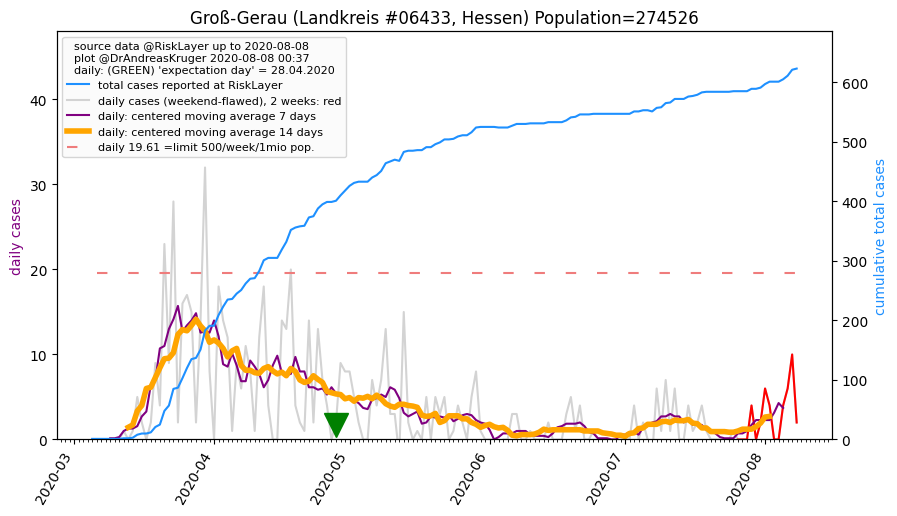 Groß-Gerau (Landkreis #06433, Hessen) Population=274526
source data @RiskLayer up to 2020-08-08
plot @DrAndreasKruger 2020-08-08 00:37
daily: (GREEN) 'expectation day' = 28.04.2020
total cases reported at RiskLayer
daily cases (weekend-flawed), 2 weeks: red
daily: centered moving average 7 days
daily: centered moving average 14 days
daily 19.61 =limit 500/week/1mio pop.
daily cases
40
30
20
10
0
cumulative total cases
600
500
400
300
200
100
0
2020-03
2020-04
2020-05
2020-06
2020-07
2020-08